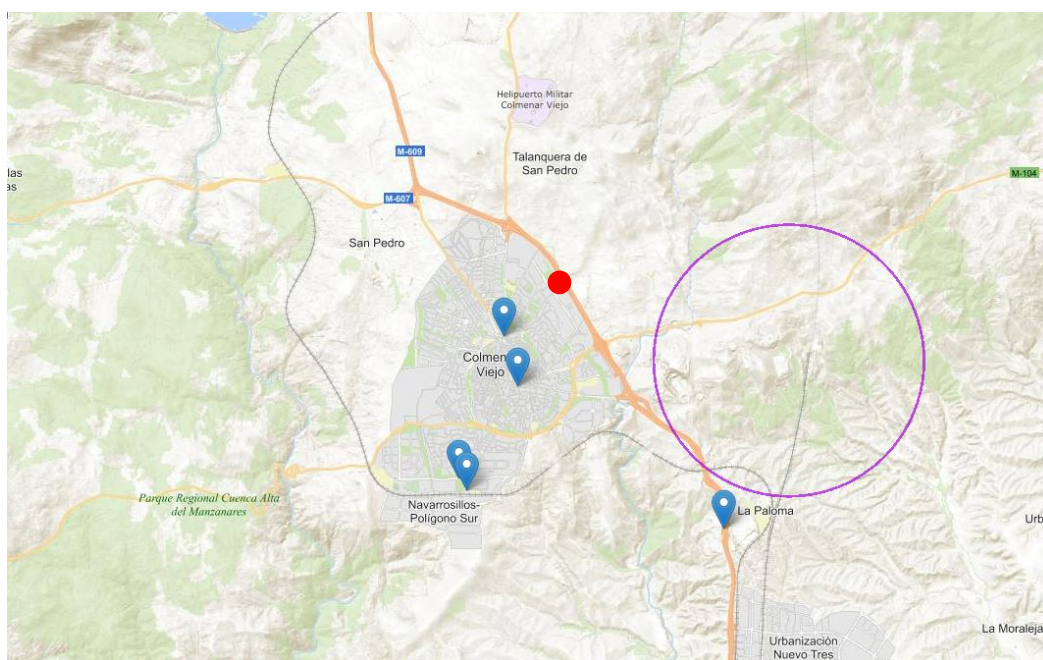 Helipuerto Militar
Colmenar Viejo
M-609
Talanquera de
San Pedro
las
as
M-104
M-607
San Pedro
Colmen
Viejo
Parque Regional Cuenca Alta
del Manzanares
Navarrosillos-
Polígono Sur
La Paloma
Urb
Urbanización
Nuevo Tres
La Moraleja